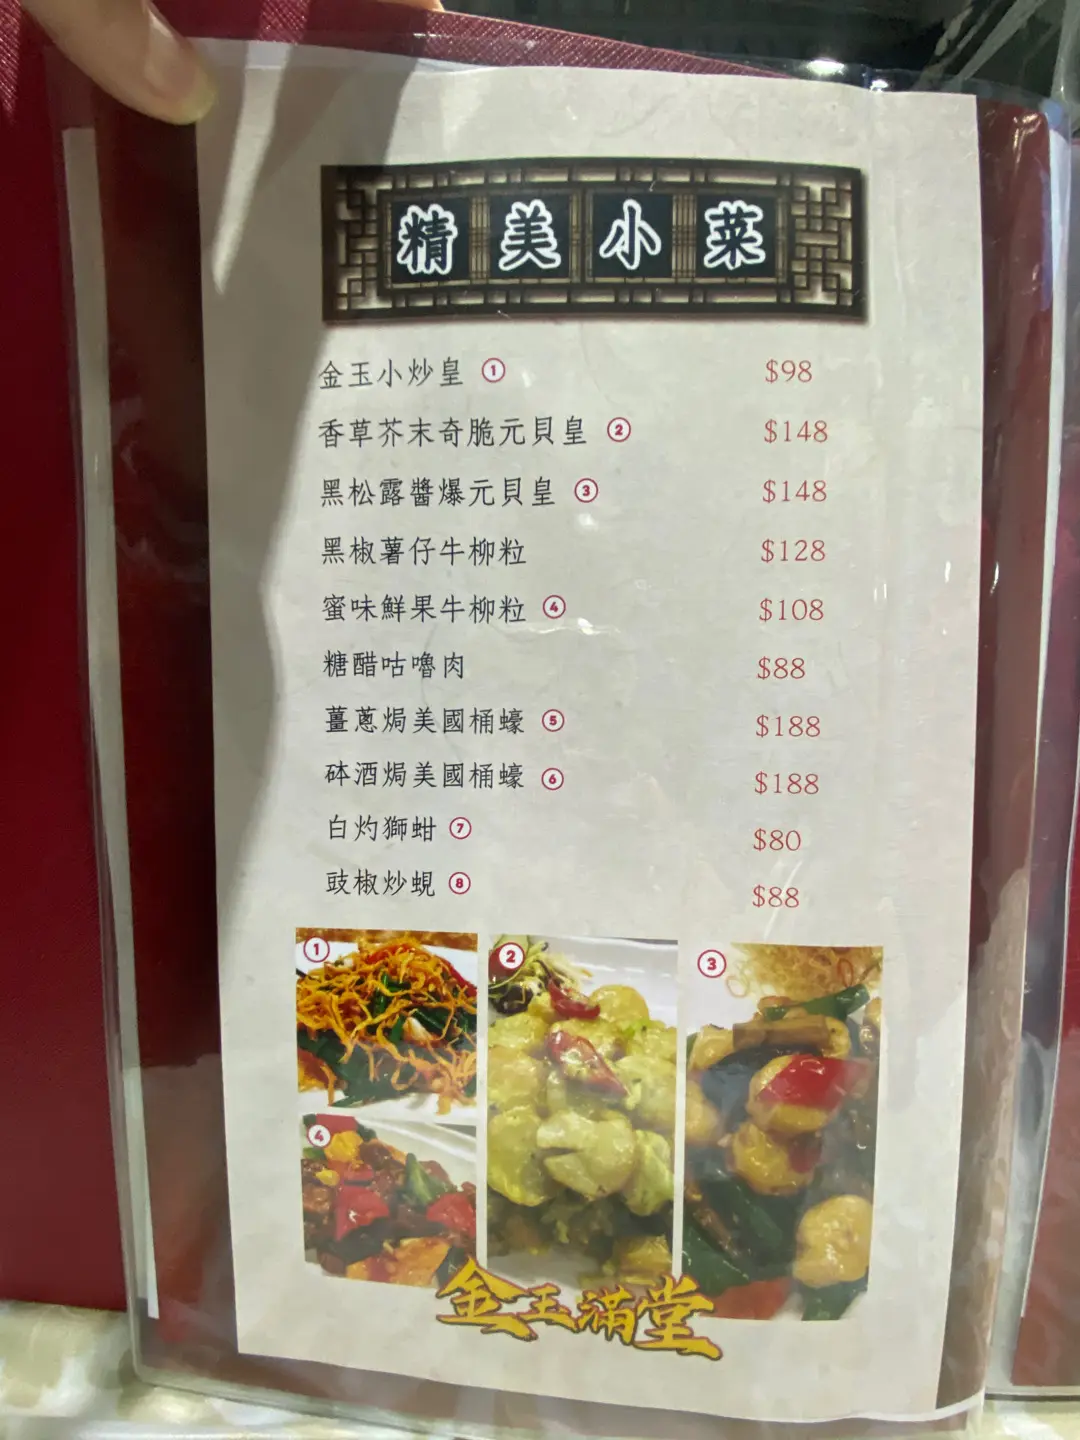 精美小菜
金玉小炒皇 ① $98
香草芥末奇脆元貝皇 ② $148
黑松露醬爆元貝皇 ③ $148
黑椒薯仔牛柳粒 $128
蜜味鮮果牛柳粒 ④ $108
糖醋咕嚕肉 $88
薑蔥焗美國桶蠔 ⑤ $188
砵酒焗美國桶蠔 ⑥ $188
白灼獅蚶 ⑦ $80
豉椒炒蜆 ⑧ $88
① ② ③
④
金玉滿堂